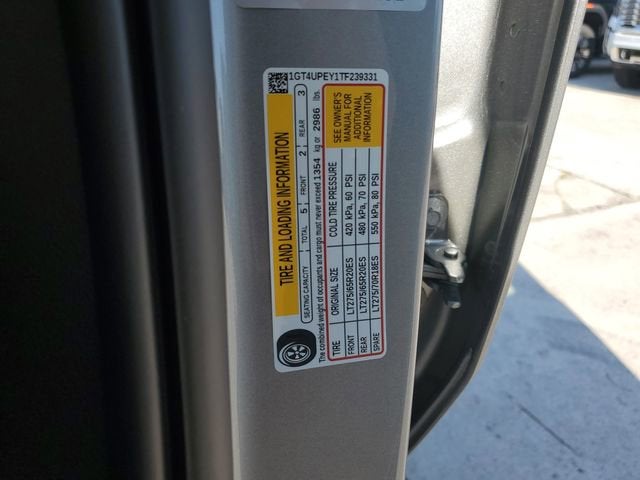 1GT4UPEY1TF239331
TIRE AND LOADING INFORMATION
SEATING CAPACITY TOTAL 5 FRONT 2 REAR 3
The combined weight of occupants and cargo must never exceed 1354 kg or 2986 lbs.
TIRE ORIGINAL SIZE COLD TIRE PRESSURE
FRONT LT275/65R20ES 420 KPa, 60 PSI
REAR LT275/65R20ES 480 KPa, 70 PSI
SPARE LT275/70R18ES 550 KPa, 80 PSI
SEE OWNER'S
MANUAL FOR
ADDITIONAL
INFORMATION